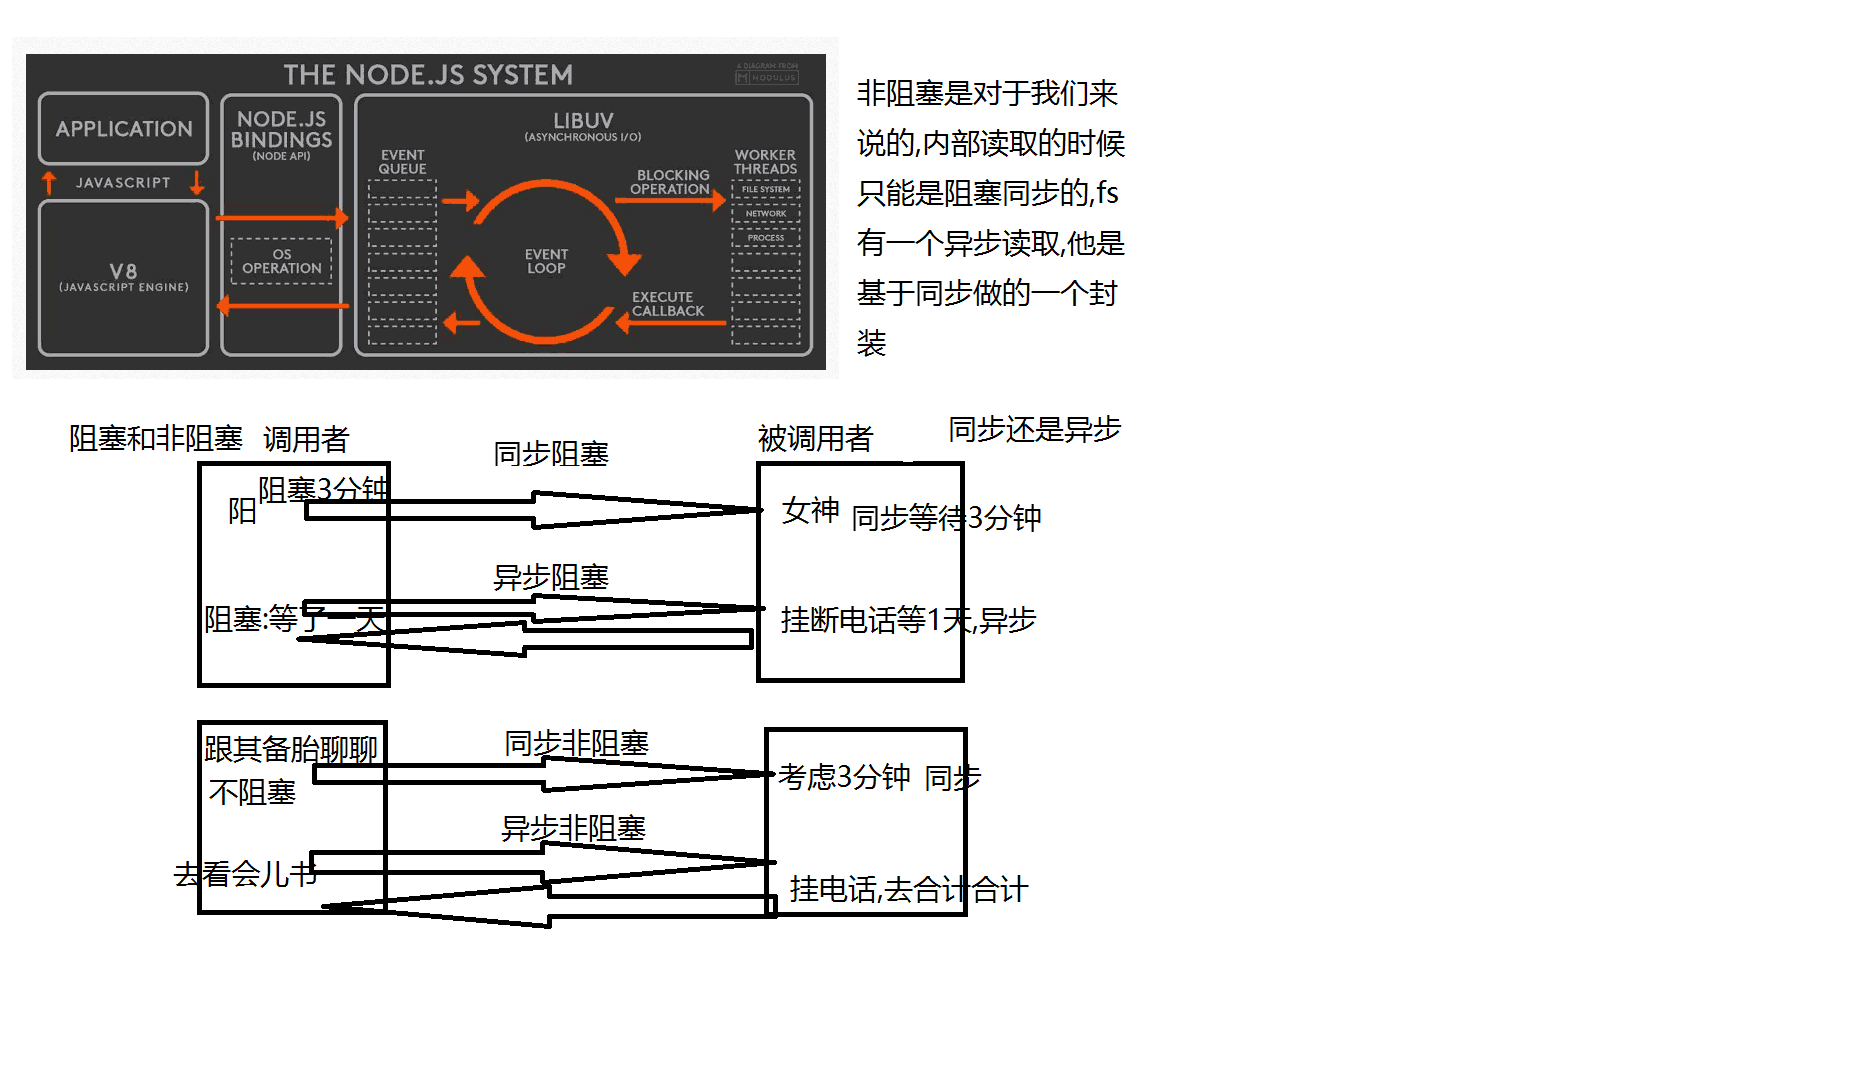 THE NODE.JS SYSTEM
A DIAGRAM FROM
MODULUS
APPLICATION
JAVASCRIPT
V8
(JAVASCRIPT ENGINE)
NODE.JS
BINDINGS
(NODE API)
OS
OPERATION
LIBUV
(ASYNCHRONOUS I/O)
EVENT
QUEUE
EVENT
LOOP
BLOCKING
OPERATION
EXECUTE
CALLBACK
WORKER
THREADS
FILE SYSTEM
NETWORK
PROCESS
非阻塞是对于我们来
说的,内部读取的时候
只能是阻塞同步的,fs
有一个异步读取,他是
基于同步做的一个封
装
阻塞和非阻塞
调用者
同步阻塞
被调用者
同步还是异步
阻塞3分钟
阳
女神
同步等待3分钟
异步阻塞
阻塞:等了一天
挂断电话等1天,异步
跟其备胎聊聊
不阻塞
同步非阻塞
考虑3分钟 同步
异步非阻塞
去看会儿书
挂电话,去合计合计